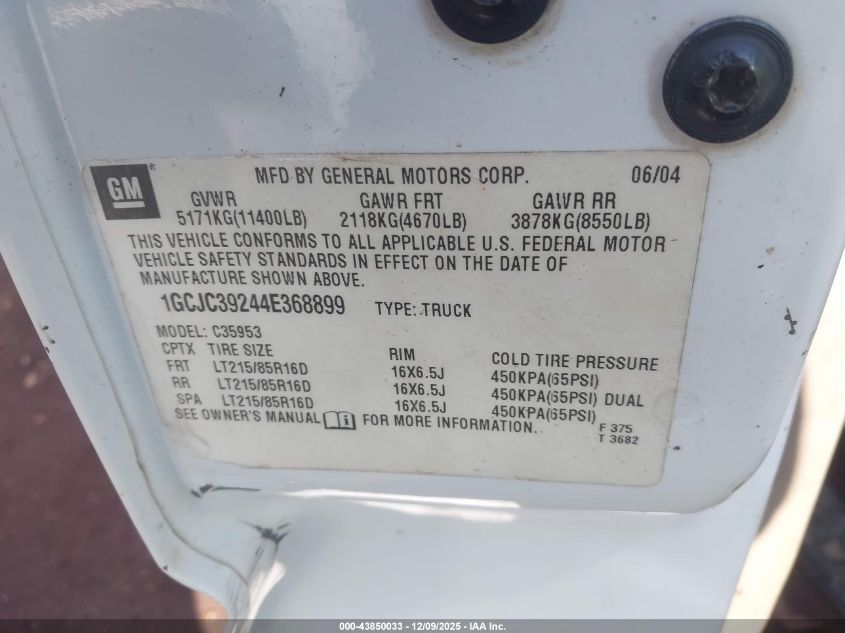 GM ® MFD BY GENERAL MOTORS CORP. 06/04
GVWR GAWR FRT GAWR RR
5171KG(11400LB) 2118KG(4670LB) 3878KG(8550LB)
THIS VEHICLE CONFORMS TO ALL APPLICABLE U.S. FEDERAL MOTOR
VEHICLE SAFETY STANDARDS IN EFFECT ON THE DATE OF
MANUFACTURE SHOWN ABOVE.
1GCJC39244E368899 TYPE: TRUCK
MODEL: C35953
CPTX TIRE SIZE RIM COLD TIRE PRESSURE
FRT LT215/85R16D 16X6.5J 450KPA(65PSI)
RR LT215/85R16D 16X6.5J 450KPA(65PSI) DUAL
SPA LT215/85R16D 16X6.5J 450KPA(65PSI)
SEE OWNER'S MANUAL i FOR MORE INFORMATION.
F 375
T 3682
000-43850033 - 12/09/2025 - IAA Inc.